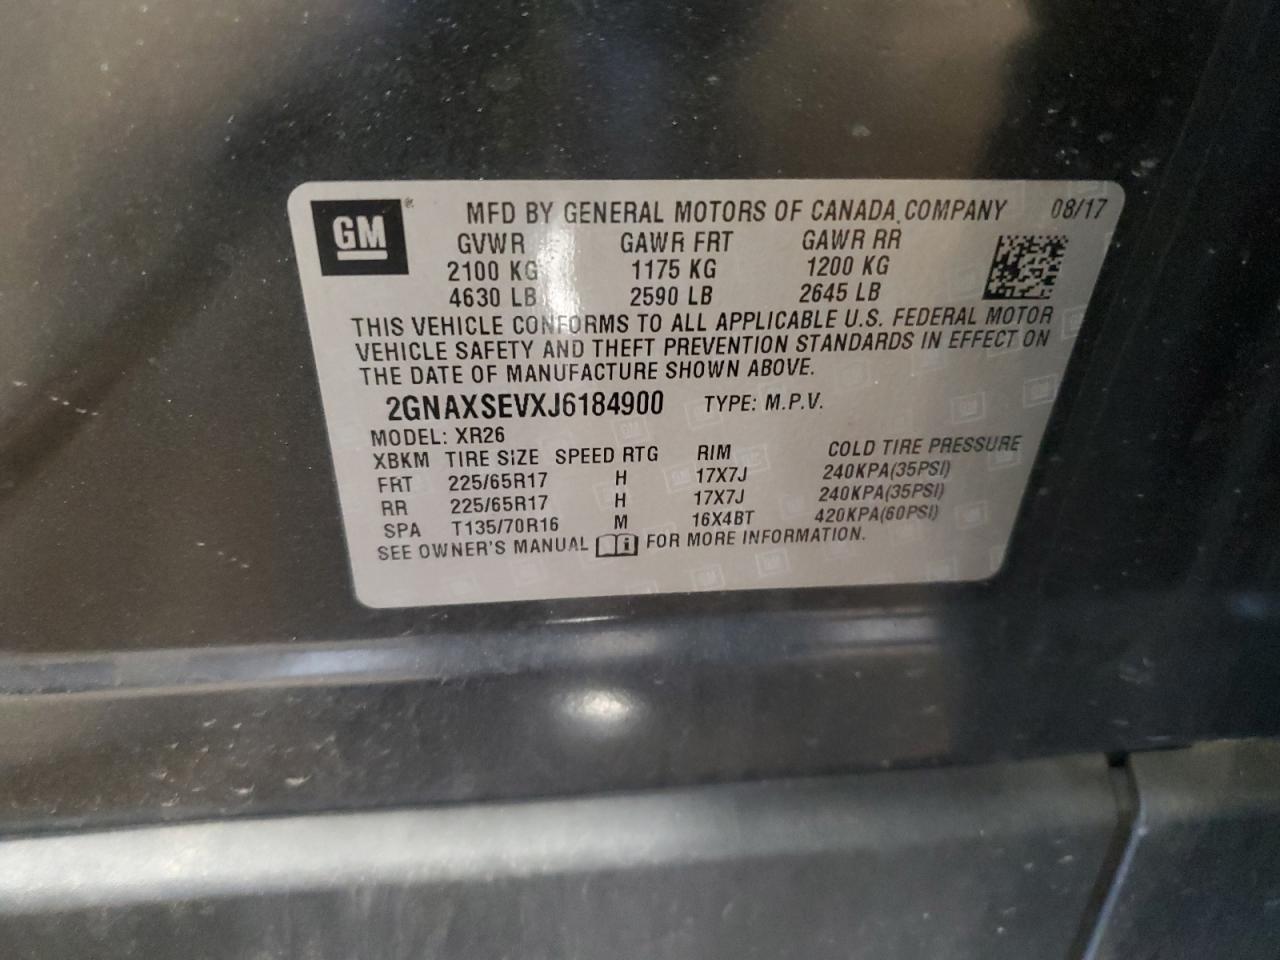 GM® MFD BY GENERAL MOTORS OF CANADA COMPANY 08/17
GVWR GAWR FRT GAWR RR
2100 KG 1175 KG 1200 KG
4630 LB 2590 LB 2645 LB
THIS VEHICLE CONFORMS TO ALL APPLICABLE U.S. FEDERAL MOTOR
VEHICLE SAFETY AND THEFT PREVENTION STANDARDS IN EFFECT ON
THE DATE OF MANUFACTURE SHOWN ABOVE.
2GNAXSEVXJ6184900 TYPE: M.P.V.
MODEL: XR26
XBKM TIRE SIZE SPEED RTG RIM COLD TIRE PRESSURE
FRT 225/65R17 H 17X7J 240KPA(35PSI)
RR 225/65R17 H 17X7J 240KPA(35PSI)
SPA T135/70R16 M 16X4BT 420KPA(60PSI)
SEE OWNER'S MANUAL i FOR MORE INFORMATION.